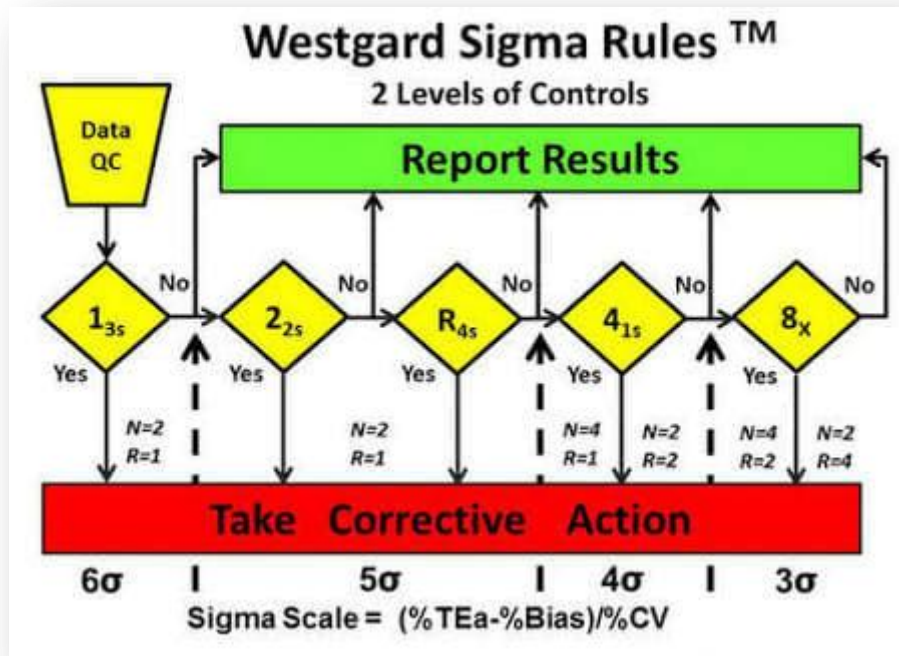 Westgard Sigma Rules ™
2 Levels of Controls
Data
QC
Report Results
No
No
No
No
No
1₃ₛ
2₂ₛ
R₄ₛ
4₁ₛ
8ₓ
Yes
Yes
Yes
Yes
Yes
N=2
R=1
N=2
R=1
N=4
R=1
N=2
R=2
N=4
R=2
N=2
R=4
Take Corrective Action
6σ
5σ
4σ
3σ
Sigma Scale = (%TEa-%Bias)/%CV